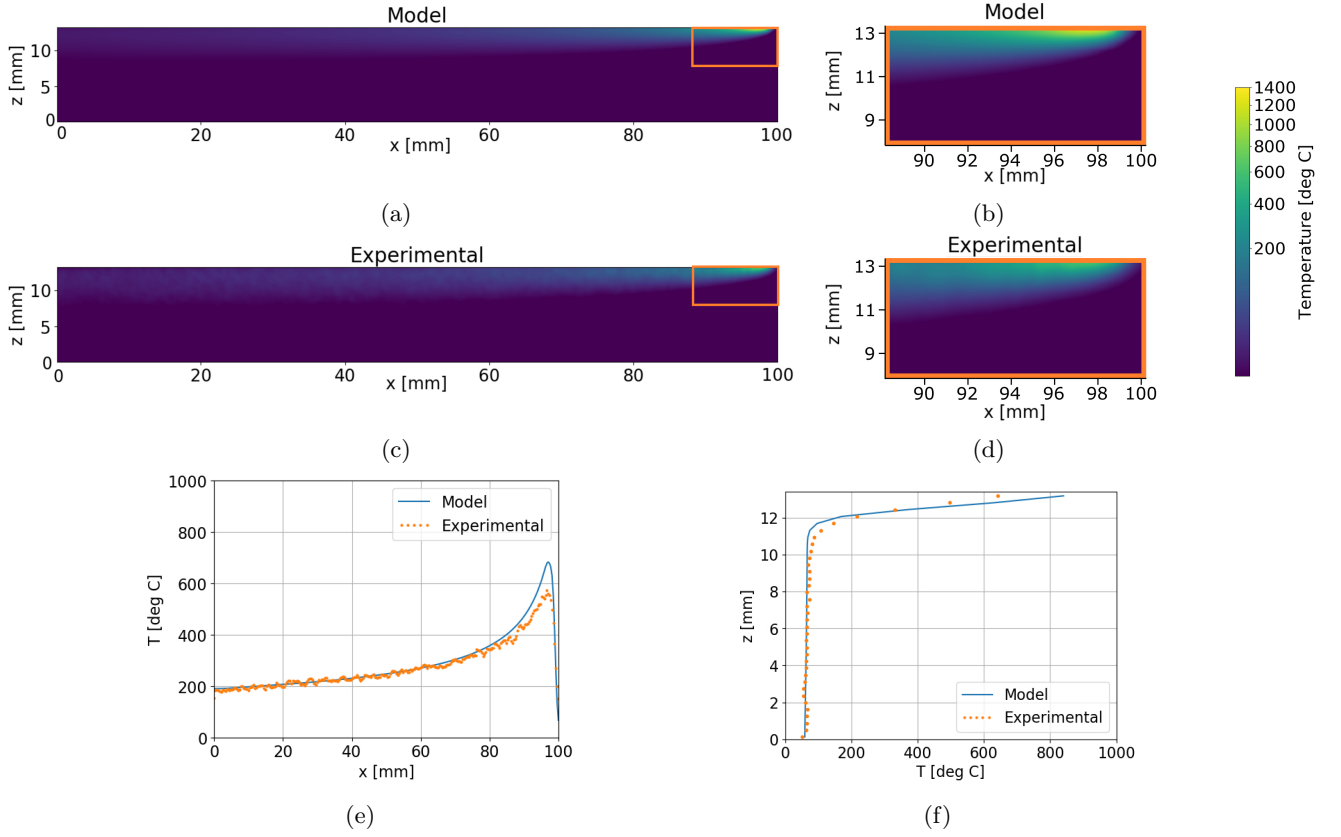 Model
z [mm]
10
5
0
0 20 40 60 80 100
x [mm]
(a)
Model
z [mm]
13
11
9
90 92 94 96 98 100
x [mm]
(b)
1400
1200
1000
800
600
400
200
Temperature [deg C]
Experimental
z [mm]
10
5
0
0 20 40 60 80 100
x [mm]
(c)
Experimental
z [mm]
13
11
9
90 92 94 96 98 100
x [mm]
(d)
T [deg C]
1000
800
600
400
200
0
Model
Experimental
0 20 40 60 80 100
x [mm]
(e)
z [mm]
12
10
8
6
4
2
0
Model
Experimental
0 200 400 600 800 1000
T [deg C]
(f)